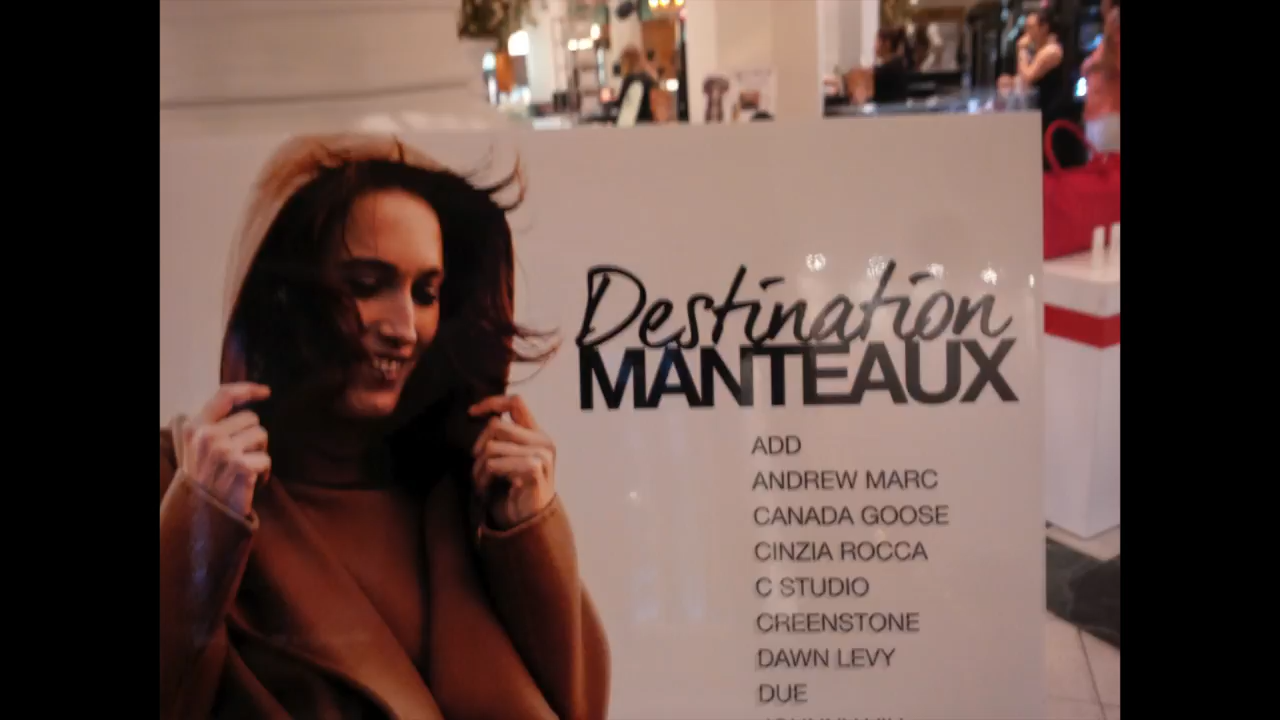 Destination
MANTEAUX
ADD
ANDREW MARC
CANADA GOOSE
CINZIA ROCCA
C STUDIO
CREENSTONE
DAWN LEVY
DUE